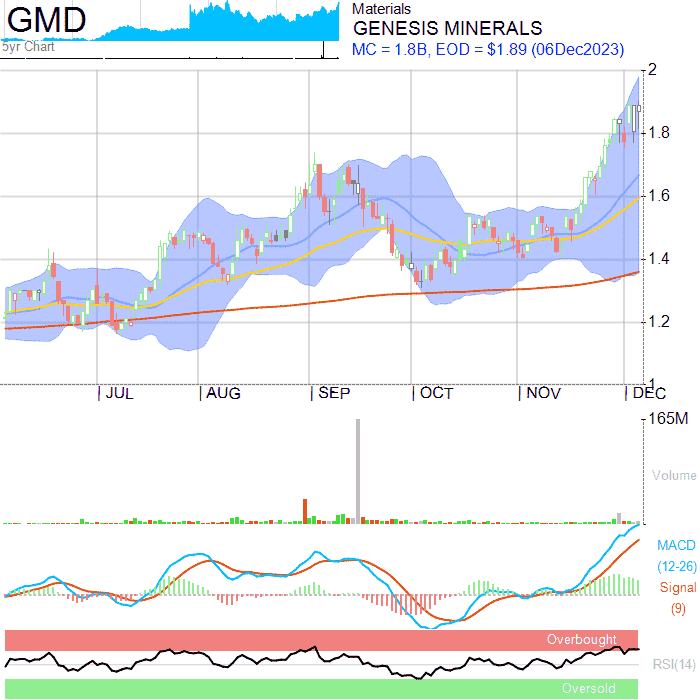 GMD
5yr Chart
Materials
GENESIS MINERALS
MC = 1.8B, EOD = $1.89 (06Dec2023)
2
1.8
1.6
1.4
1.2
1
JUL
AUG
SEP
OCT
NOV
DEC
165M
Volume
MACD
(12-26)
Signal
(9)
Overbought
RSI(14)
Oversold